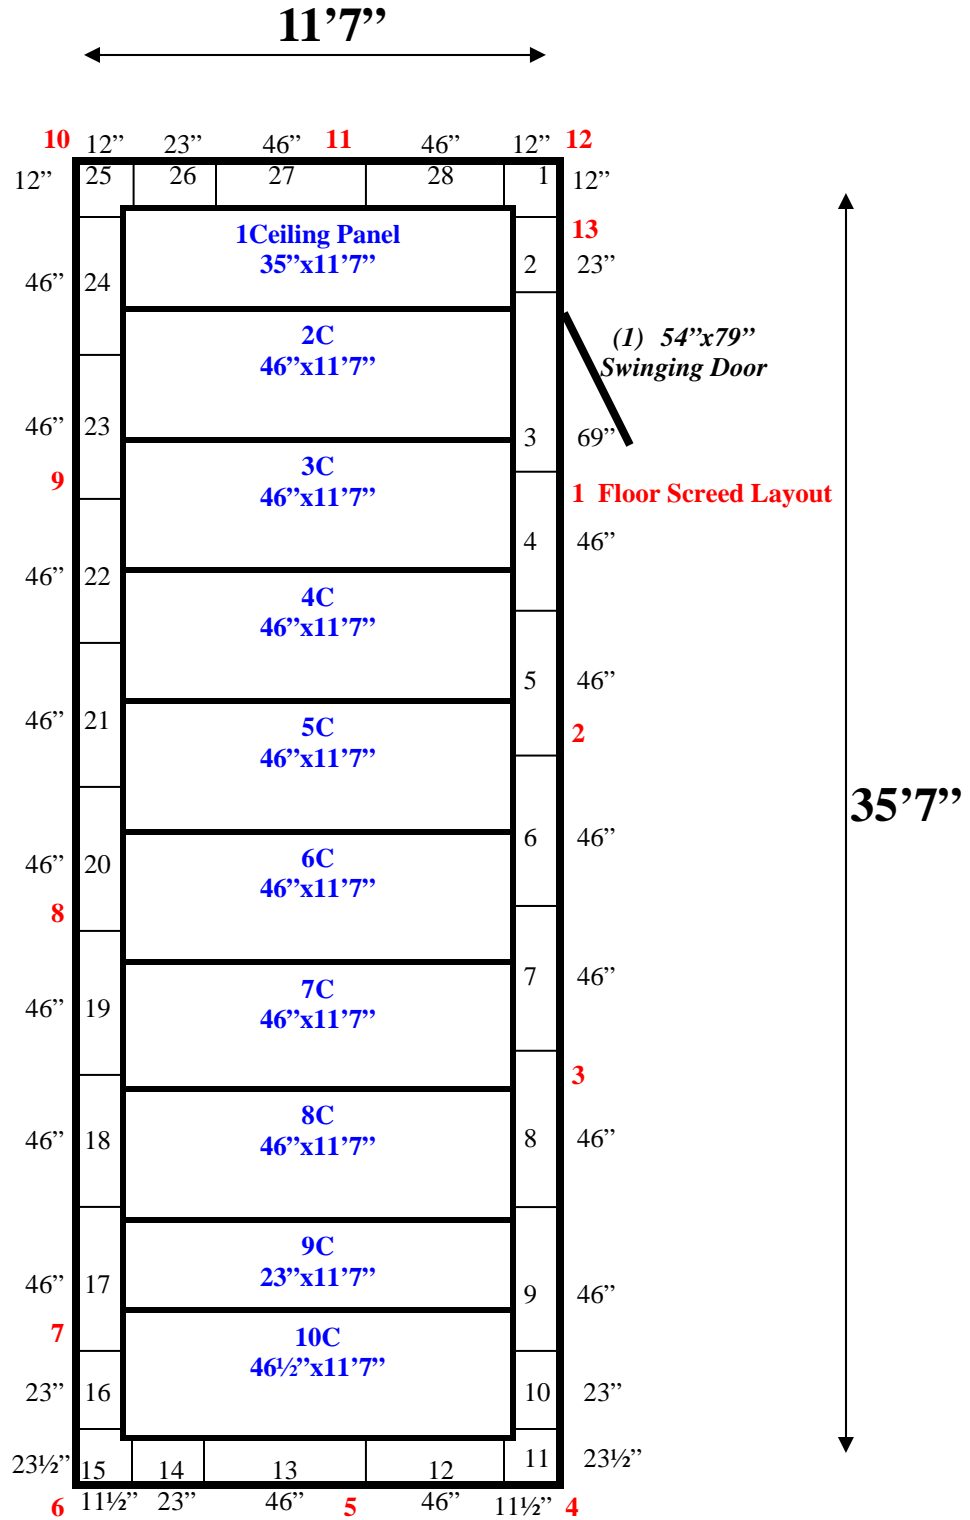 11’7”
10 12” 23” 46” 11 46” 12” 12
12” 25 26 27 28 1 12”
13
1Ceiling Panel
35”x11’7”
2 23”
46” 24
2C
46”x11’7”
(1) 54”x79”
Swinging Door
46” 23
3 69”
3C
46”x11’7”
9
1 Floor Screed Layout
4 46”
46” 22
4C
46”x11’7”
5 46”
46” 21
5C
46”x11’7”
2
35’7”
6 46”
46” 20
6C
46”x11’7”
8
7 46”
46” 19
7C
46”x11’7”
3
8C
46”x11’7”
46” 18
8 46”
9C
23”x11’7”
46” 17
9 46”
7
10C
46½”x11’7”
23” 16
10 23”
23½” 15 14 13 12 11 23½”
6 11½” 23” 46” 5 46” 11½” 4